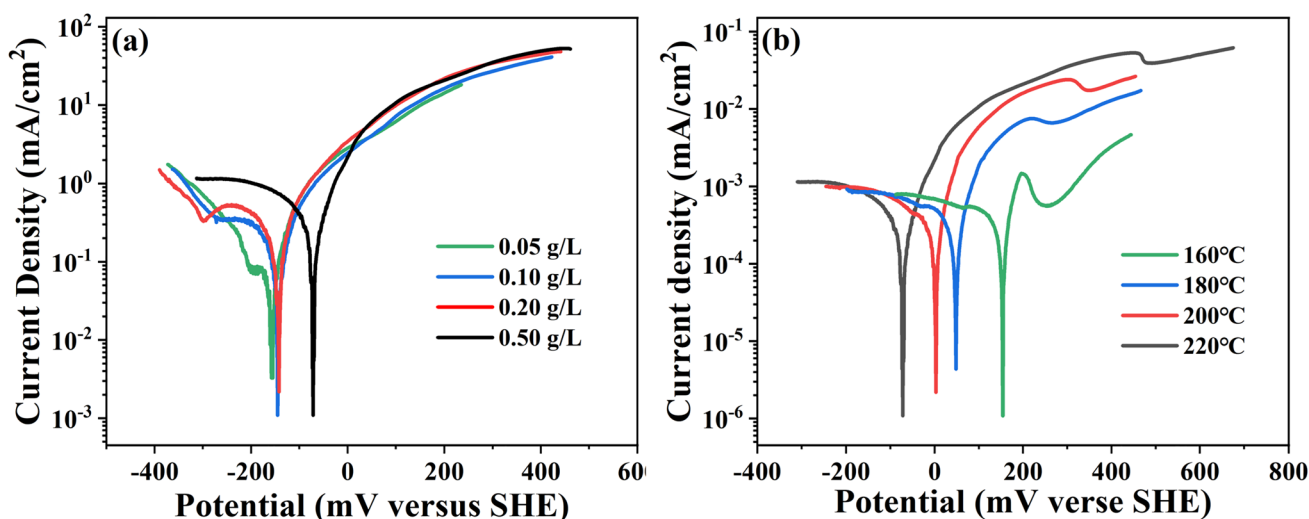 (a)
Current Density (mA/cm²)
10²
10¹
10⁰
10⁻¹
10⁻²
10⁻³
0.05 g/L
0.10 g/L
0.20 g/L
0.50 g/L
-400
-200
0
200
400
600
Potential (mV versus SHE)
(b)
Current density (mA/cm²)
10⁻¹
10⁻²
10⁻³
10⁻⁴
10⁻⁵
10⁻⁶
160°C
180°C
200°C
220°C
-400
-200
0
200
400
600
800
Potential (mV verse SHE)